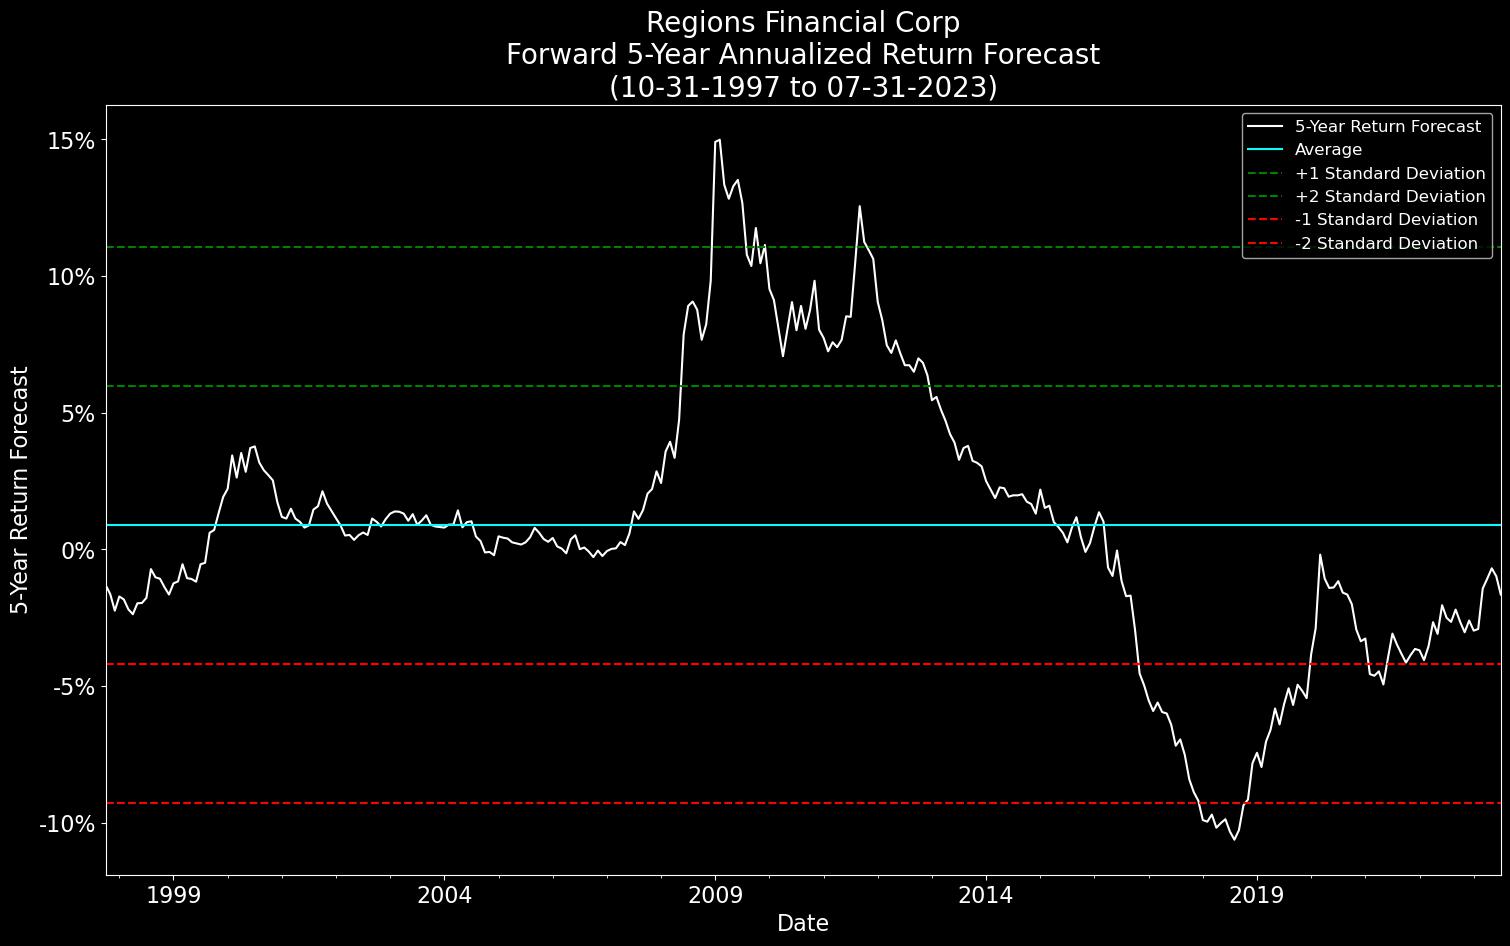 Regions Financial Corp
Forward 5-Year Annualized Return Forecast
(10-31-1997 to 07-31-2023)
5-Year Return Forecast
Average
+1 Standard Deviation
+2 Standard Deviation
-1 Standard Deviation
-2 Standard Deviation
15%
10%
5%
0%
-5%
-10%
5-Year Return Forecast
1999 2004 2009 2014 2019
Date